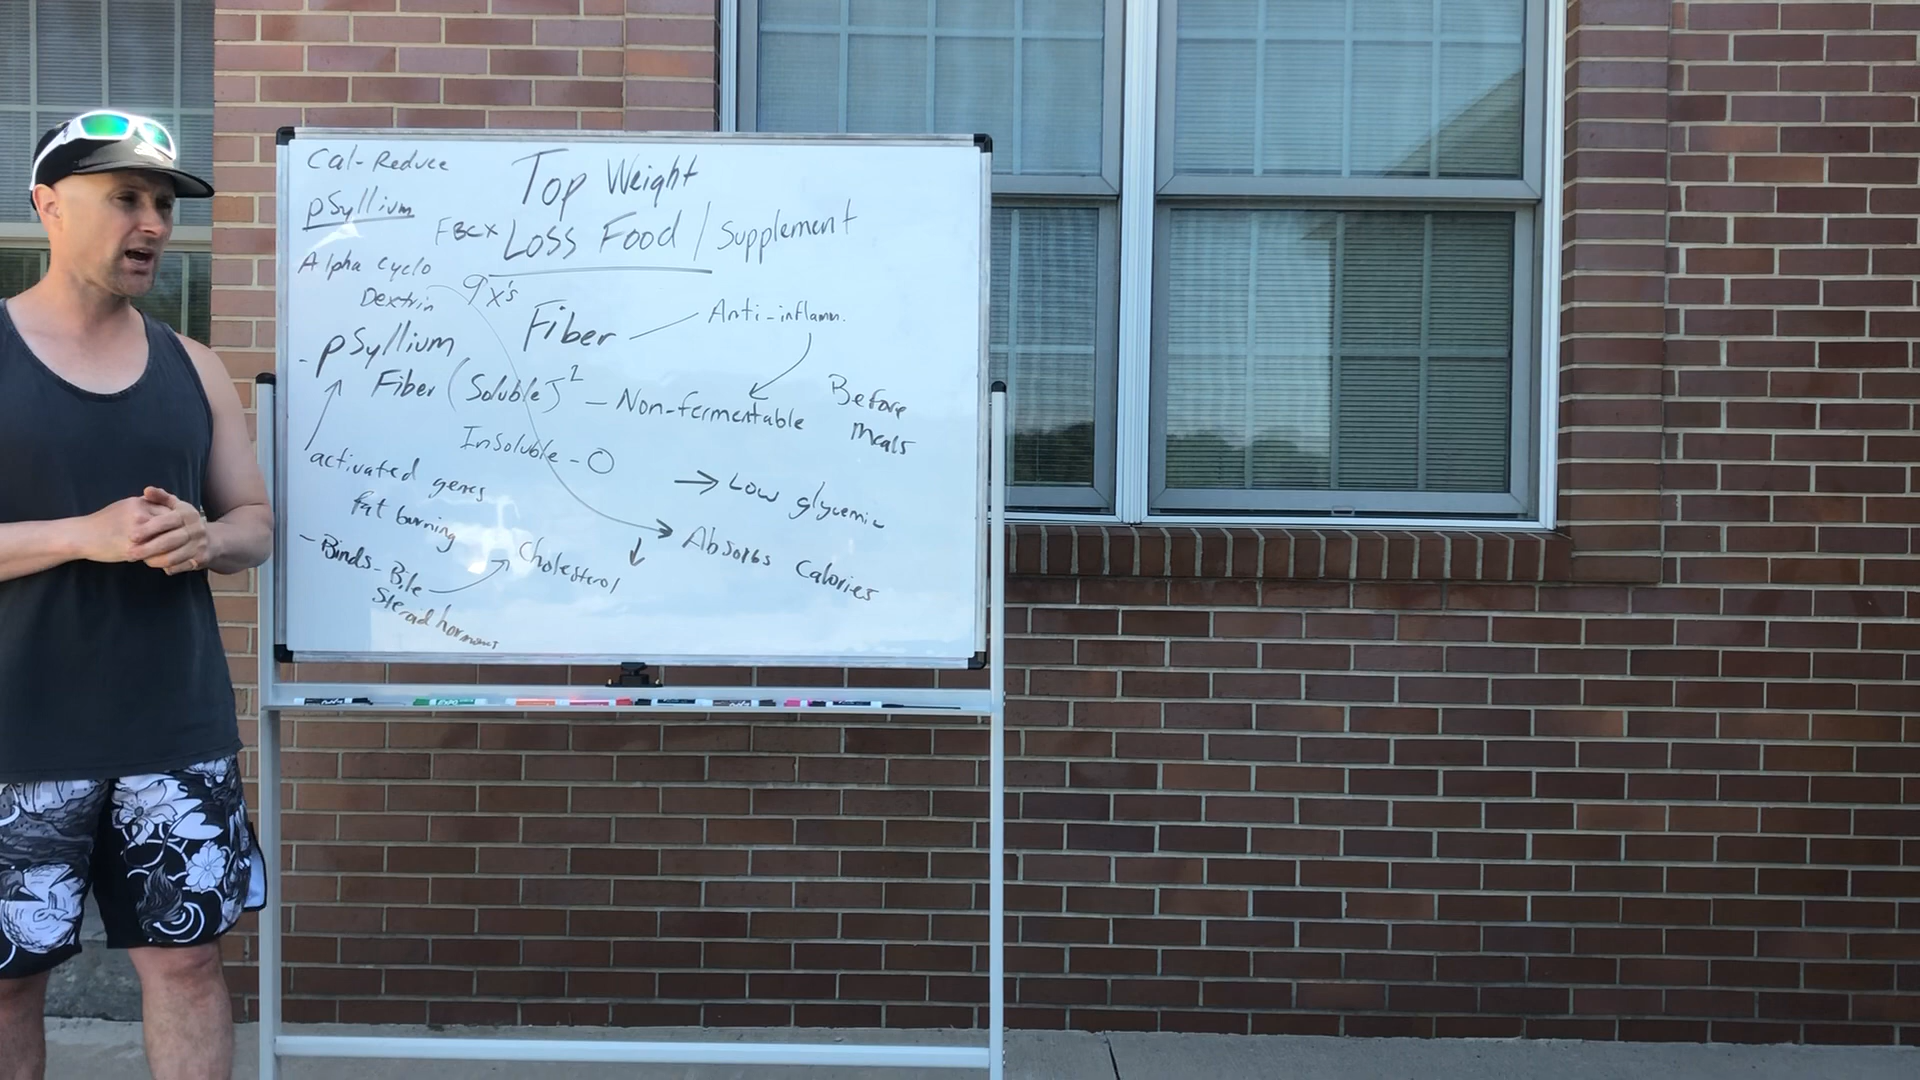 Cal-Reduce
Top Weight
pSyllium
FBCx Loss Food / Supplement
Alpha Cyclo
Dextrin
9x's
Fiber
Anti-inflamm.
- pSyllium
Fiber (Soluble)² - Non-fermentable
Before
Meals
Insoluble - O
activated genes
fat burning
→ Low glycemic
- Binds - Bile
Steroid hormones
Cholesterol ↓
Absorbs Calories
EXPO